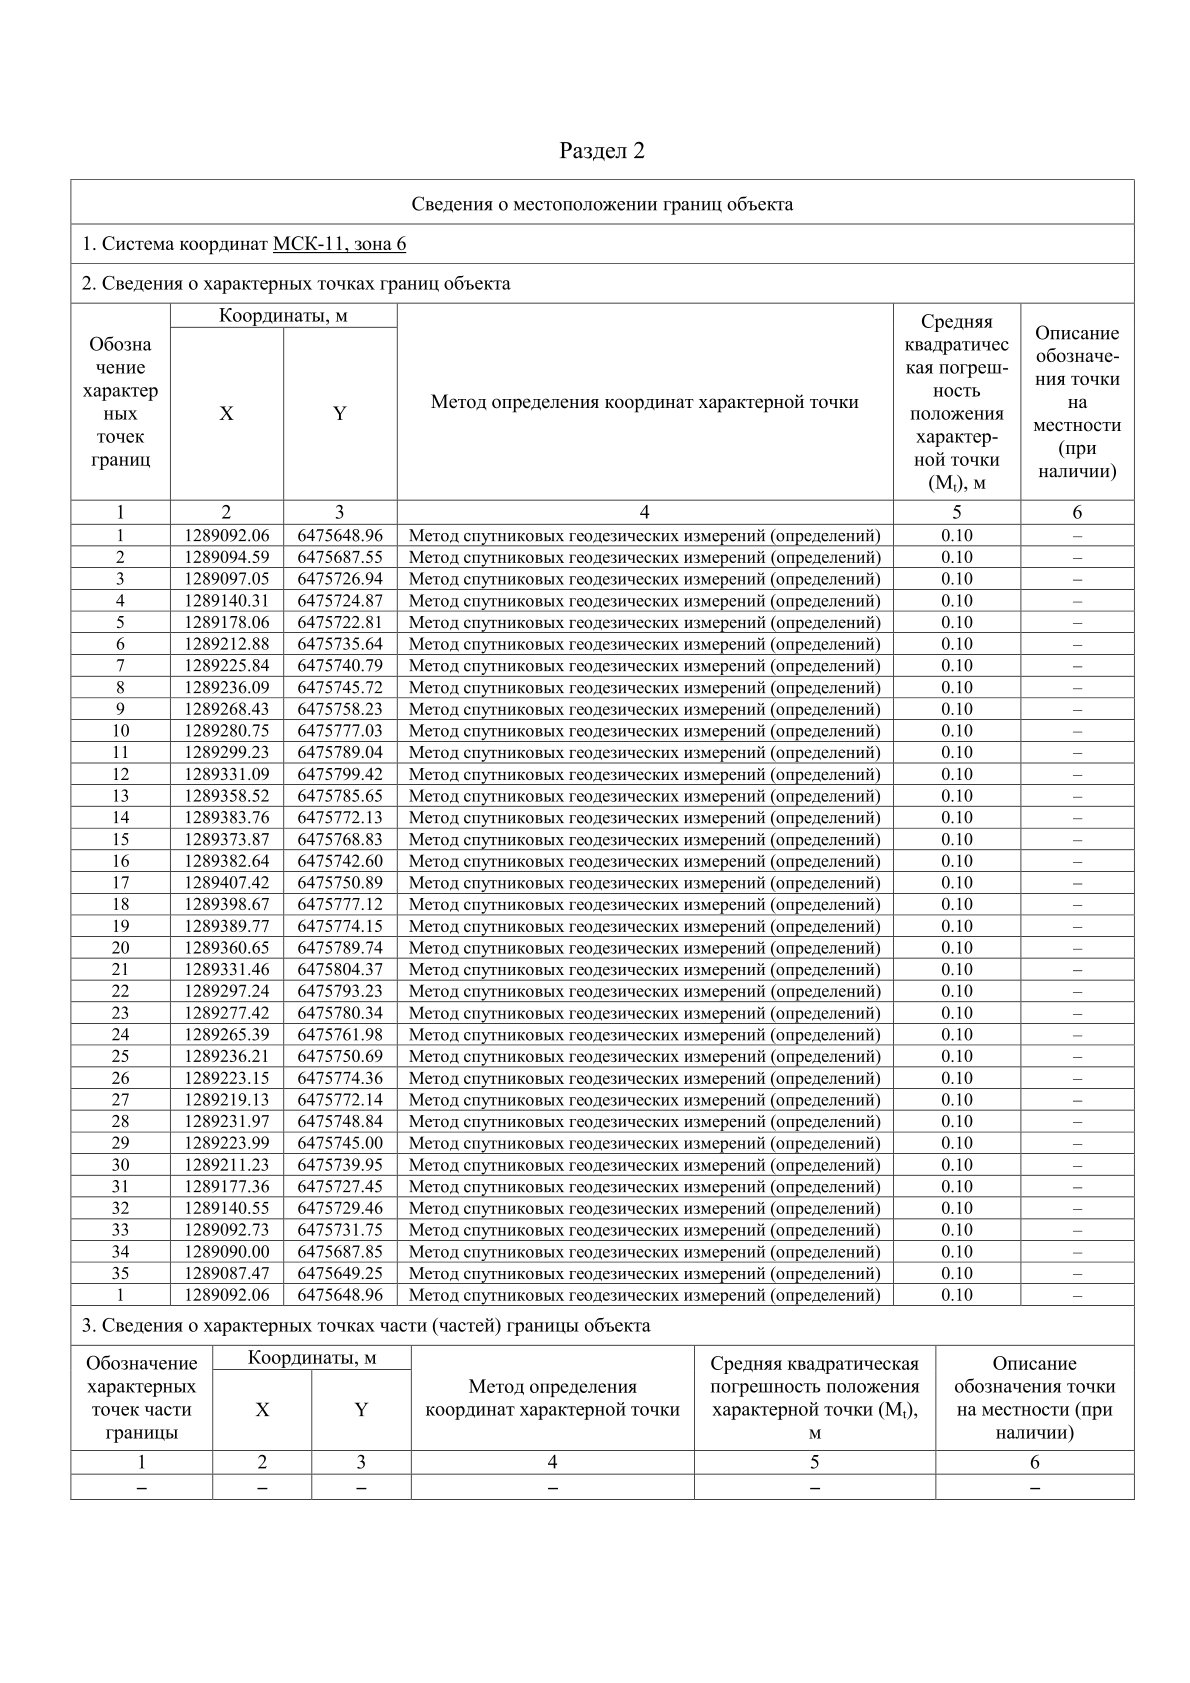 Раздел 2
Сведения о местоположении границ объекта
1. Система координат МСК-11, зона 6
2. Сведения о характерных точках границ объекта
Обозна
чение
характер
ных
точек
границ
Координаты, м
X
Y
Метод определения координат характерной точки
Средняя
квадратичес
кая погреш-
ность
положения
характер-
ной точки
(Mt), м
Описание
обозначе-
ния точки
на
местности
(при
наличии)
1 2 3 4 5 6
1 1289092.06 6475648.96 Метод спутниковых геодезических измерений (определений) 0.10 –
2 1289094.59 6475687.55 Метод спутниковых геодезических измерений (определений) 0.10 –
3 1289097.05 6475726.94 Метод спутниковых геодезических измерений (определений) 0.10 –
4 1289140.31 6475724.87 Метод спутниковых геодезических измерений (определений) 0.10 –
5 1289178.06 6475722.81 Метод спутниковых геодезических измерений (определений) 0.10 –
6 1289212.88 6475735.64 Метод спутниковых геодезических измерений (определений) 0.10 –
7 1289225.84 6475740.79 Метод спутниковых геодезических измерений (определений) 0.10 –
8 1289236.09 6475745.72 Метод спутниковых геодезических измерений (определений) 0.10 –
9 1289268.43 6475758.23 Метод спутниковых геодезических измерений (определений) 0.10 –
10 1289280.75 6475777.03 Метод спутниковых геодезических измерений (определений) 0.10 –
11 1289299.23 6475789.04 Метод спутниковых геодезических измерений (определений) 0.10 –
12 1289331.09 6475799.42 Метод спутниковых геодезических измерений (определений) 0.10 –
13 1289358.52 6475785.65 Метод спутниковых геодезических измерений (определений) 0.10 –
14 1289383.76 6475772.13 Метод спутниковых геодезических измерений (определений) 0.10 –
15 1289373.87 6475768.83 Метод спутниковых геодезических измерений (определений) 0.10 –
16 1289382.64 6475742.60 Метод спутниковых геодезических измерений (определений) 0.10 –
17 1289407.42 6475750.89 Метод спутниковых геодезических измерений (определений) 0.10 –
18 1289398.67 6475777.12 Метод спутниковых геодезических измерений (определений) 0.10 –
19 1289389.77 6475774.15 Метод спутниковых геодезических измерений (определений) 0.10 –
20 1289360.65 6475789.74 Метод спутниковых геодезических измерений (определений) 0.10 –
21 1289331.46 6475804.37 Метод спутниковых геодезических измерений (определений) 0.10 –
22 1289297.24 6475793.23 Метод спутниковых геодезических измерений (определений) 0.10 –
23 1289277.42 6475780.34 Метод спутниковых геодезических измерений (определений) 0.10 –
24 1289265.39 6475761.98 Метод спутниковых геодезических измерений (определений) 0.10 –
25 1289236.21 6475750.69 Метод спутниковых геодезических измерений (определений) 0.10 –
26 1289223.15 6475774.36 Метод спутниковых геодезических измерений (определений) 0.10 –
27 1289219.13 6475772.14 Метод спутниковых геодезических измерений (определений) 0.10 –
28 1289231.97 6475748.84 Метод спутниковых геодезических измерений (определений) 0.10 –
29 1289223.99 6475745.00 Метод спутниковых геодезических измерений (определений) 0.10 –
30 1289211.23 6475739.95 Метод спутниковых геодезических измерений (определений) 0.10 –
31 1289177.36 6475727.45 Метод спутниковых геодезических измерений (определений) 0.10 –
32 1289140.55 6475729.46 Метод спутниковых геодезических измерений (определений) 0.10 –
33 1289092.73 6475731.75 Метод спутниковых геодезических измерений (определений) 0.10 –
34 1289090.00 6475687.85 Метод спутниковых геодезических измерений (определений) 0.10 –
35 1289087.47 6475649.25 Метод спутниковых геодезических измерений (определений) 0.10 –
1 1289092.06 6475648.96 Метод спутниковых геодезических измерений (определений) 0.10 –
3. Сведения о характерных точках части (частей) границы объекта
Обозначение
характерных
точек части
границы
Координаты, м
X
Y
Метод определения
координат характерной точки
Средняя квадратическая
погрешность положения
характерной точки (Mt),
м
Описание
обозначения точки
на местности (при
наличии)
1 2 3 4 5 6
– – – – – –